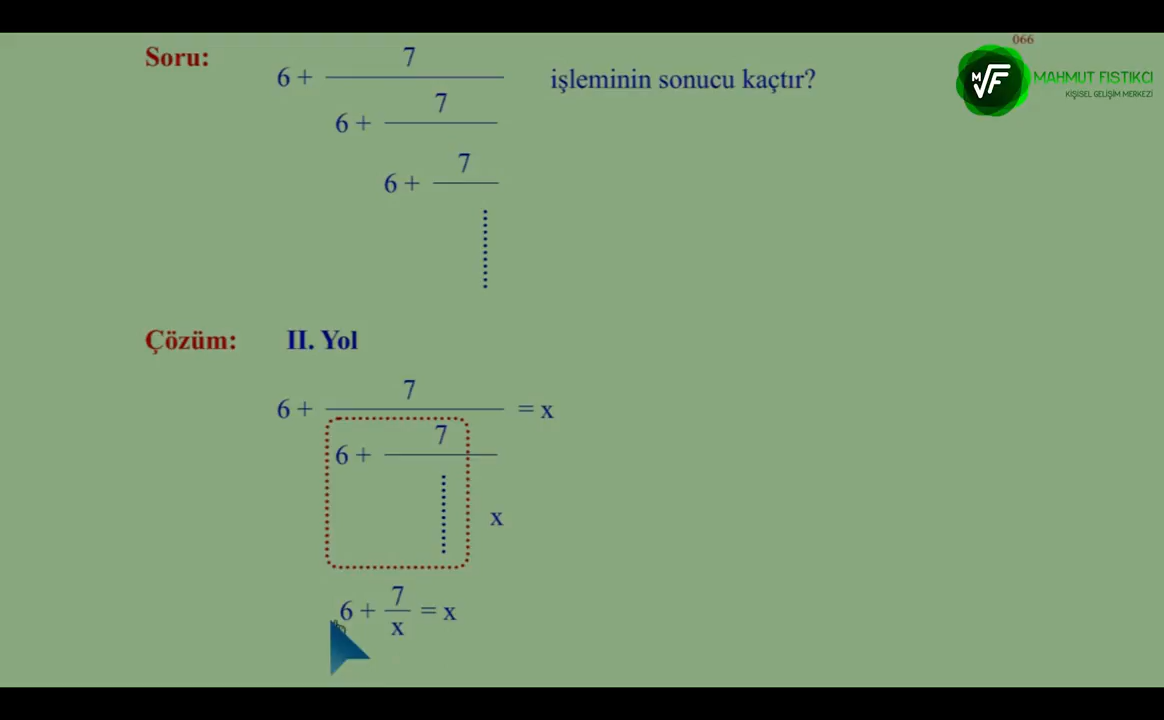 066
MAHMUT FISTIKCI
KİŞİSEL GELİŞİM MERKEZİ
Soru:
7
6 +
işleminin sonucu kaçtır?
7
6 +
7
6 +
Çözüm: II. Yol
7
6 + = x
7
6 +
x
7
6 + = x
x